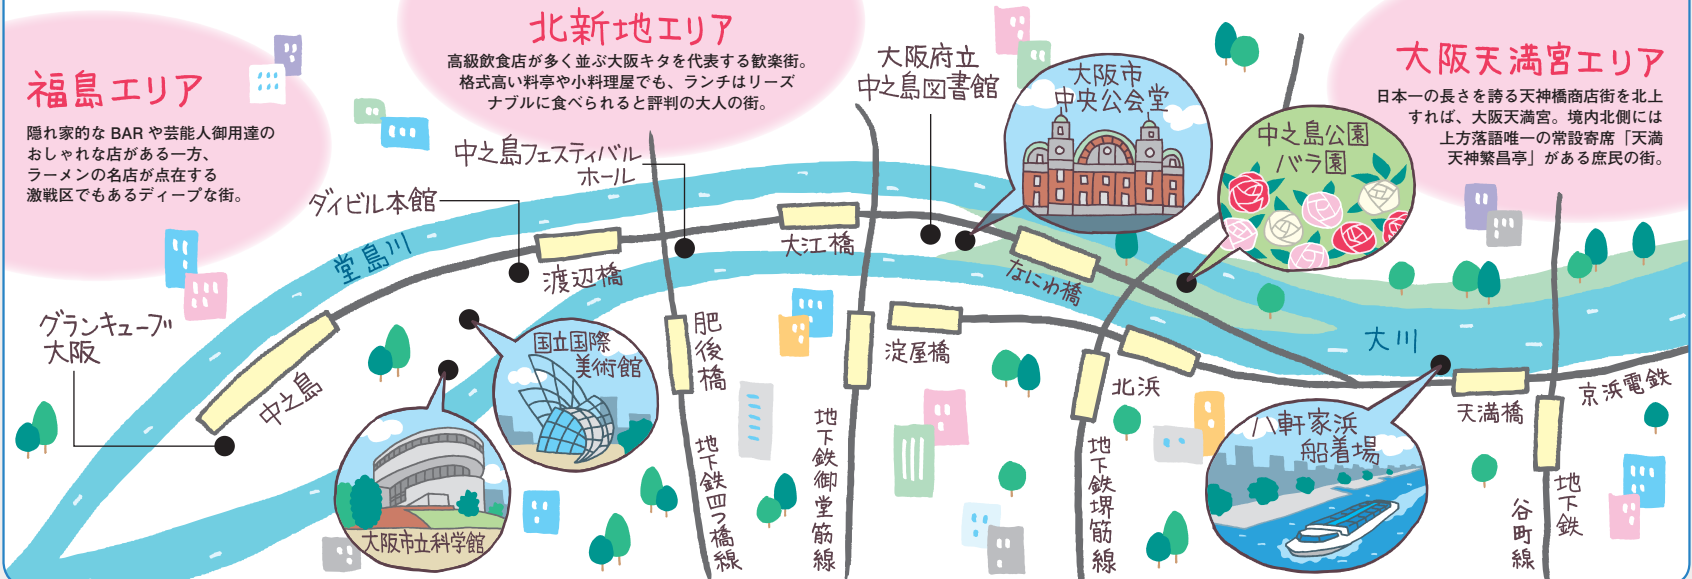 福島エリア
隠れ家的な BAR や芸能人御用達の
おしゃれな店がある一方、
ラーメンの名店が点在する
激戦区でもあるディープな街。
北新地エリア
高級飲食店が多く並ぶ大阪キタを代表する歓楽街。
格式高い料亭や小料理屋でも、ランチはリーズ
ナブルに食べられると評判の大人の街。
大阪天満宮エリア
日本一の長さを誇る天神橋商店街を北上
すれば、大阪天満宮。境内北側には
上方落語唯一の常設寄席「天満
天神繁昌亭」がある庶民の街。
大阪府立
中之島図書館
大阪市
中央公会堂
中之島公園
バラ園
中之島フェスティバル
ホール
ダイビル本館
堂島川
渡辺橋
大江橋
なにわ橋
グランキューブ
大阪
中之島
国立国際
美術館
大阪市立科学館
肥後橋
淀屋橋
北浜
大川
天満橋
京浜電鉄
八軒家浜
船着場
地下鉄四つ橋線
地下鉄御堂筋線
地下鉄堺筋線
地下鉄
谷町線